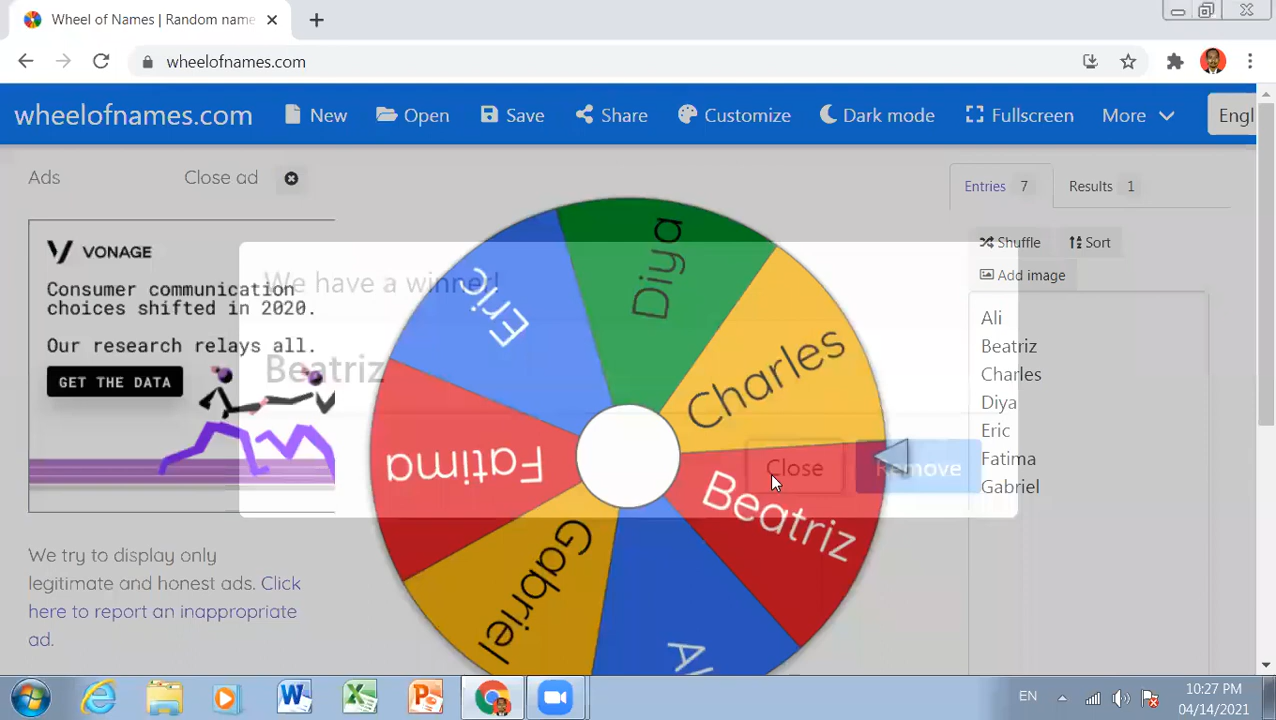 Wheel of Names | Random name
wheelofnames.com
wheelofnames.com
New
Open
Save
Share
Customize
Dark mode
Fullscreen
More
Engl
Ads
Close ad
VONAGE
Consumer communication
choices shifted in 2020.
Our research relays all.
GET THE DATA
We try to display only
legitimate and honest ads. Click
here to report an inappropriate
ad.
We have a winner!
Beatriz
Close
Remove
Diya
Charles
Beatriz
Al
Gabriel
Fatima
Eric
Entries 7
Results 1
Shuffle
Sort
Add image
Ali
Beatriz
Charles
Diya
Eric
Fatima
Gabriel
EN
10:27 PM
04/14/2021